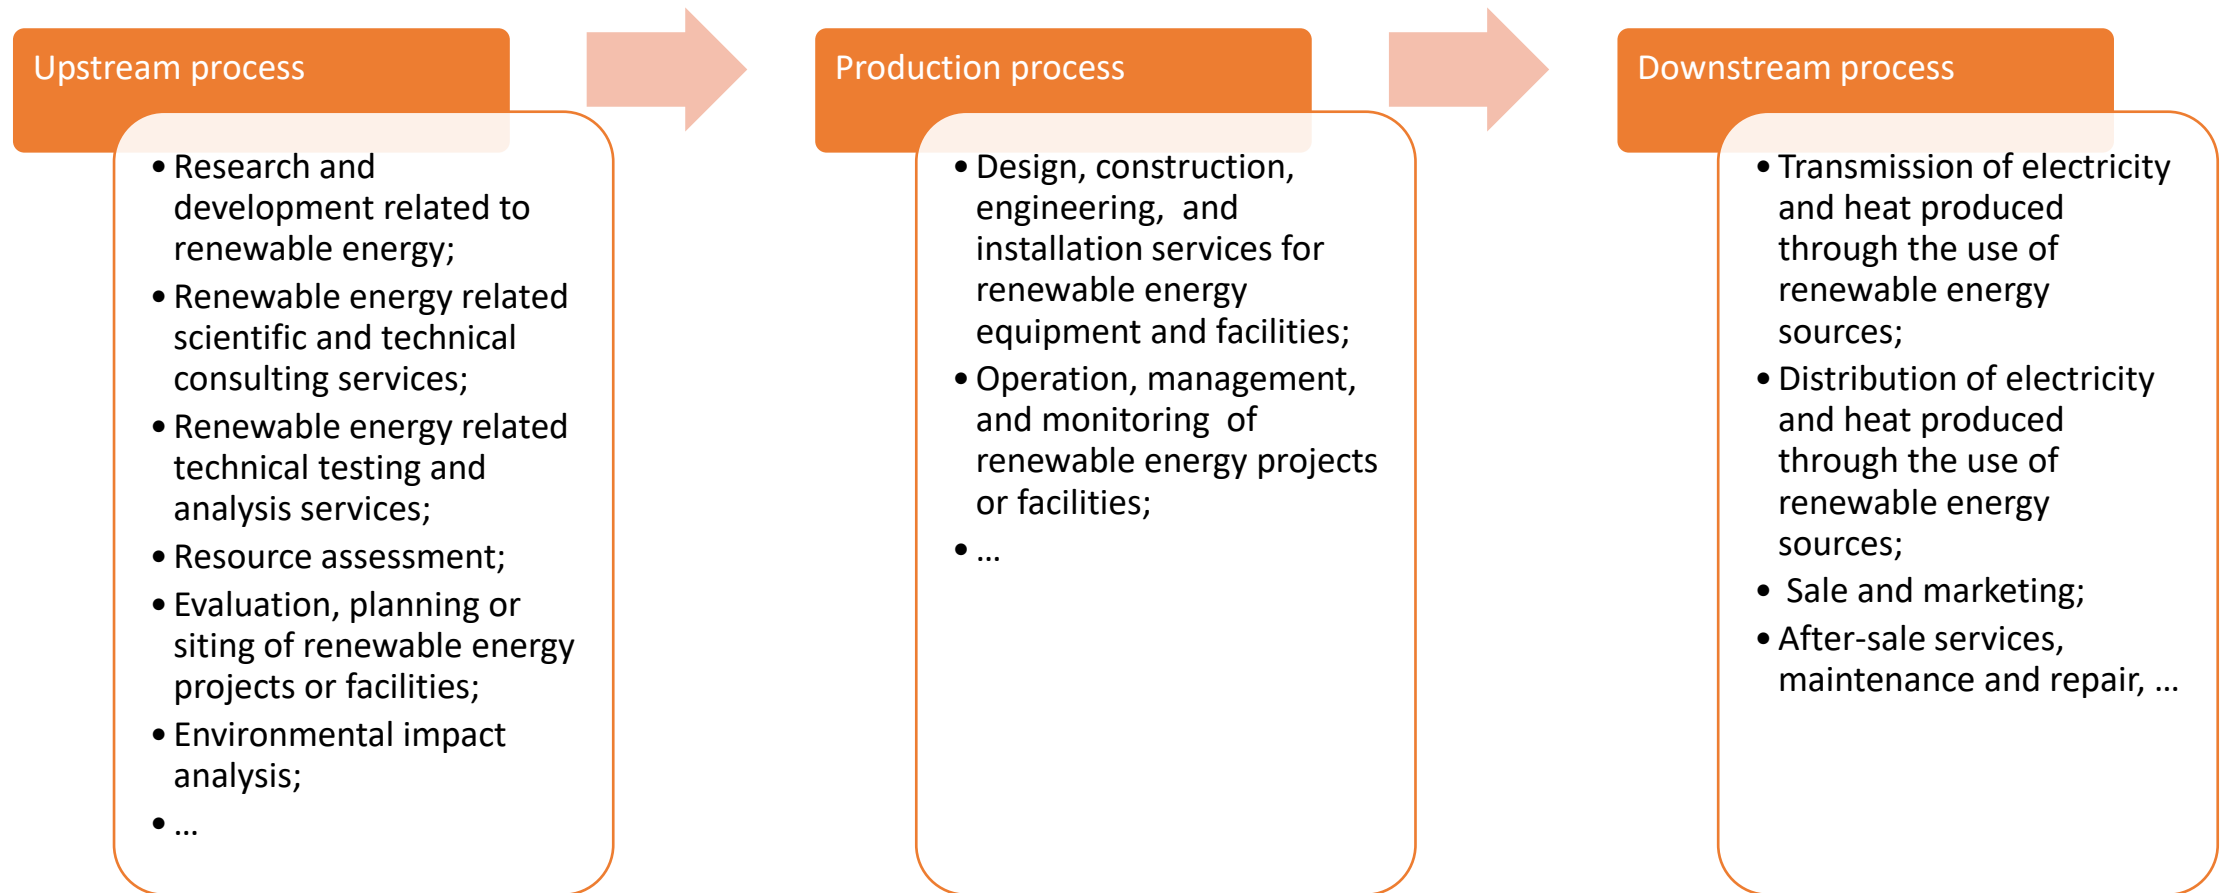 Upstream process
• Research and
development related to
renewable energy;
• Renewable energy related
scientific and technical
consulting services;
• Renewable energy related
technical testing and
analysis services;
• Resource assessment;
• Evaluation, planning or
siting of renewable energy
projects or facilities;
• Environmental impact
analysis;
• ...
Production process
• Design, construction,
engineering,  and
installation services for
renewable energy
equipment and facilities;
• Operation, management,
and monitoring  of
renewable energy projects
or facilities;
• ...
Downstream process
• Transmission of electricity
and heat produced
through the use of
renewable energy
sources;
• Distribution of electricity
and heat produced
through the use of
renewable energy
sources;
•  Sale and marketing;
• After-sale services,
maintenance and repair, ...